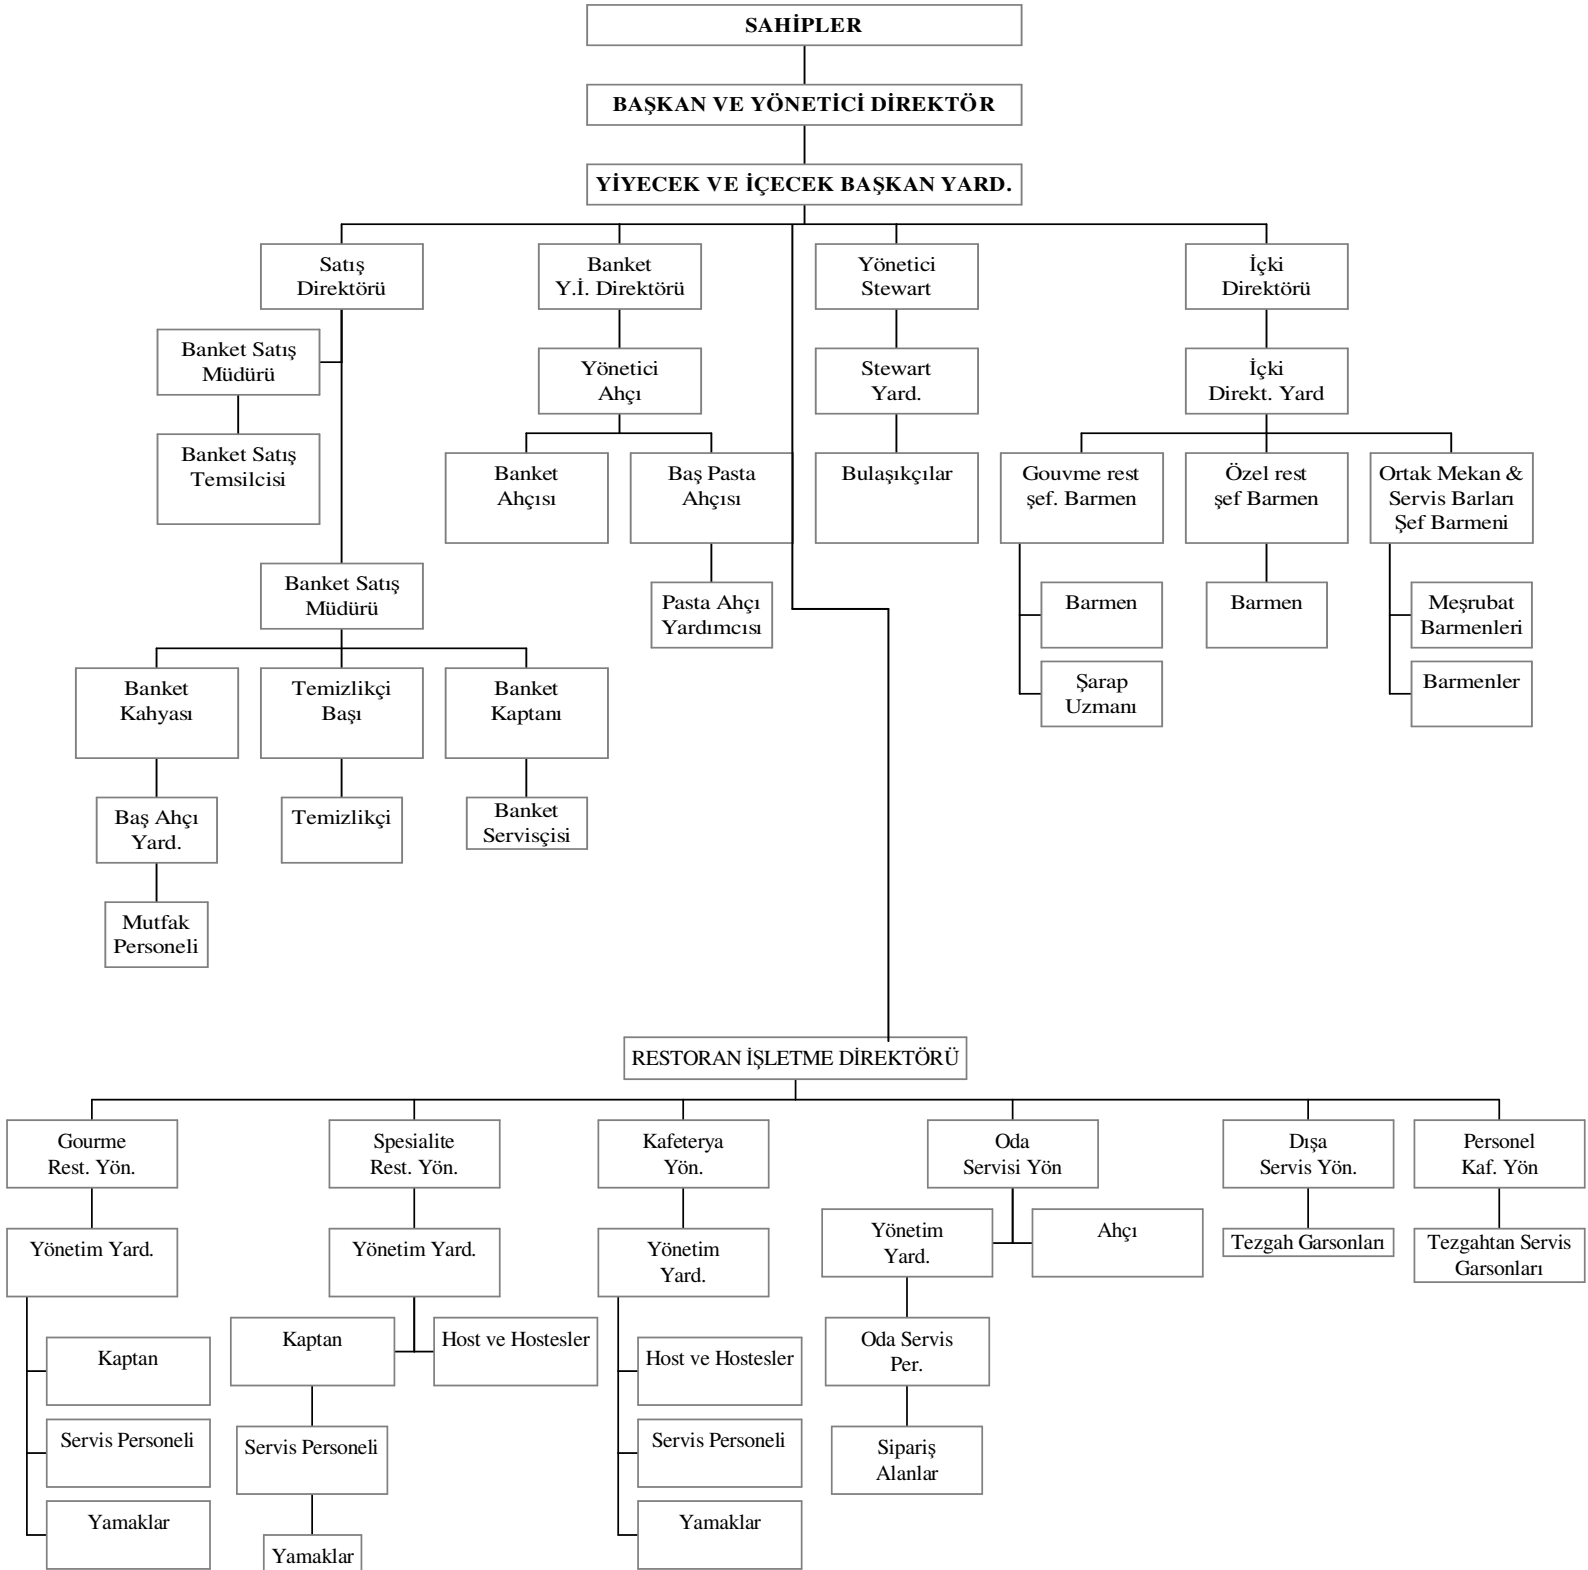 SAHİPLER
BAŞKAN VE YÖNETİCİ DİREKTÖR
YİYECEK VE İÇECEK BAŞKAN YARD.
Satış
Direktörü
Banket
Y.İ. Direktörü
Yönetici
Stewart
İçki
Direktörü
Banket Satış
Müdürü
Yönetici
Ahçı
Stewart
Yard.
İçki
Direkt. Yard
Banket Satış
Temsilcisi
Banket
Ahçısı
Baş Pasta
Ahçısı
Bulaşıkçılar
Gouvme rest
şef. Barmen
Özel rest
şef Barmen
Ortak Mekan &
Servis Barları
Şef Barmeni
Banket Satış
Müdürü
Pasta Ahçı
Yardımcısı
Barmen
Barmen
Meşrubat
Barmenleri
Banket
Kahyası
Temizlikçi
Başı
Banket
Kaptanı
Şarap
Uzmanı
Barmenler
Baş Ahçı
Yard.
Temizlikçi
Banket
Servisçisi
Mutfak
Personeli
RESTORAN İŞLETME DİREKTÖRÜ
Gourme
Rest. Yön.
Spesialite
Rest. Yön.
Kafeterya
Yön.
Oda
Servisi Yön
Dışa
Servis Yön.
Personel
Kaf. Yön
Yönetim Yard.
Yönetim Yard.
Yönetim
Yard.
Yönetim
Yard.
Ahçı
Tezgah Garsonları
Tezgahtan Servis
Garsonları
Kaptan
Kaptan
Host ve Hostesler
Host ve Hostesler
Oda Servis
Per.
Servis Personeli
Servis Personeli
Servis Personeli
Sipariş
Alanlar
Yamaklar
Yamaklar
Yamaklar